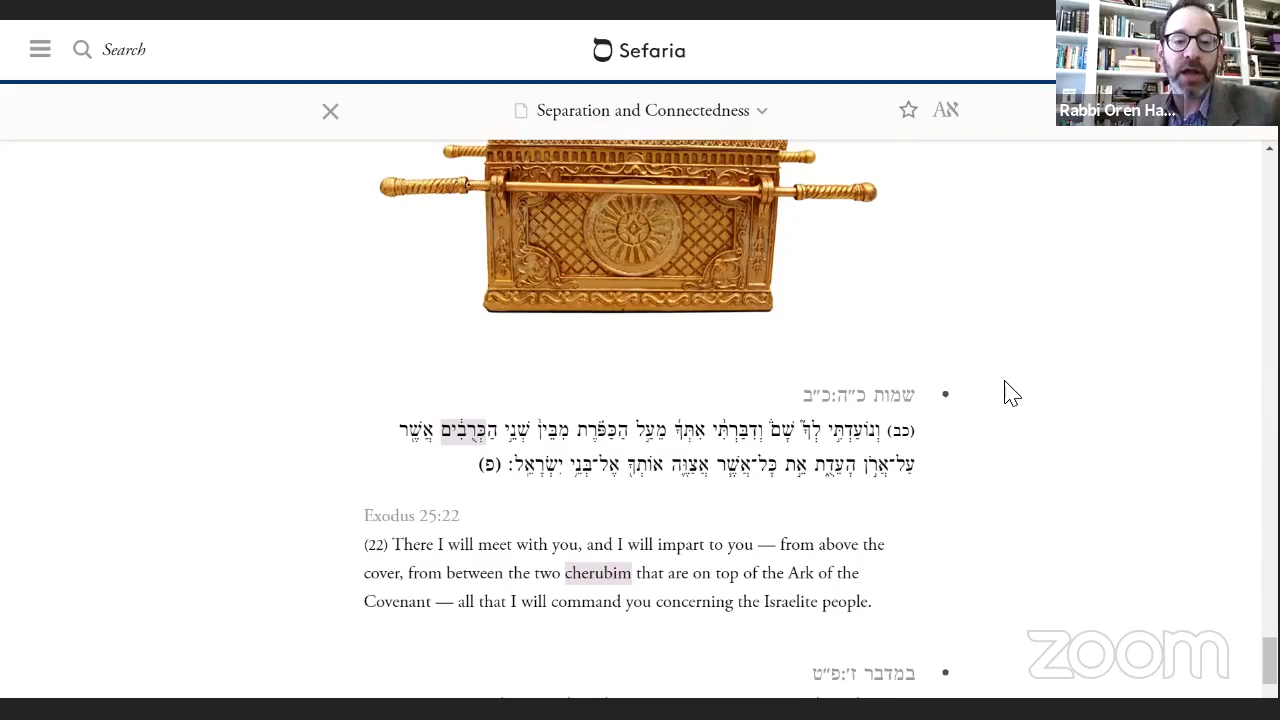 Search
Sefaria
Rabbi Oren Ha...
Separation and Connectedness
Aא
שמות כ״ה:כ״ב
(כב) וְנוֹעַדְתִּ֣י לְךָ֮ שָׁם֒ וְדִבַּרְתִּ֨י אִתְּךָ֜ מֵעַ֣ל הַכַּפֹּ֗רֶת מִבֵּין֙ שְׁנֵ֣י הַכְּרֻבִ֔ים אֲשֶׁ֖ר
עַל־אֲרֹ֣ן הָעֵדֻ֑ת אֵ֣ת כׇּל־אֲשֶׁ֧ר אֲצַוֶּ֛ה אוֹתְךָ֖ אֶל־בְּנֵ֥י יִשְׂרָאֵֽל׃ (פ)
Exodus 25:22
(22) There I will meet with you, and I will impart to you — from above the
cover, from between the two cherubim that are on top of the Ark of the
Covenant — all that I will command you concerning the Israelite people.
במדבר ז׳:פ״ט
zoom